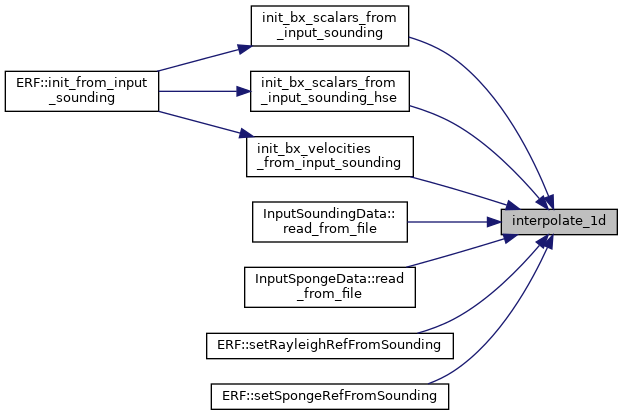 init_bx_scalars_from
_input_sounding
ERF::init_from_input
_sounding
init_bx_scalars_from
_input_sounding_hse
init_bx_velocities
_from_input_sounding
InputSoundingData::
read_from_file
interpolate_1d
InputSpongeData::read
_from_file
ERF::setRayleighRefFromSounding
ERF::setSpongeRefFromSounding